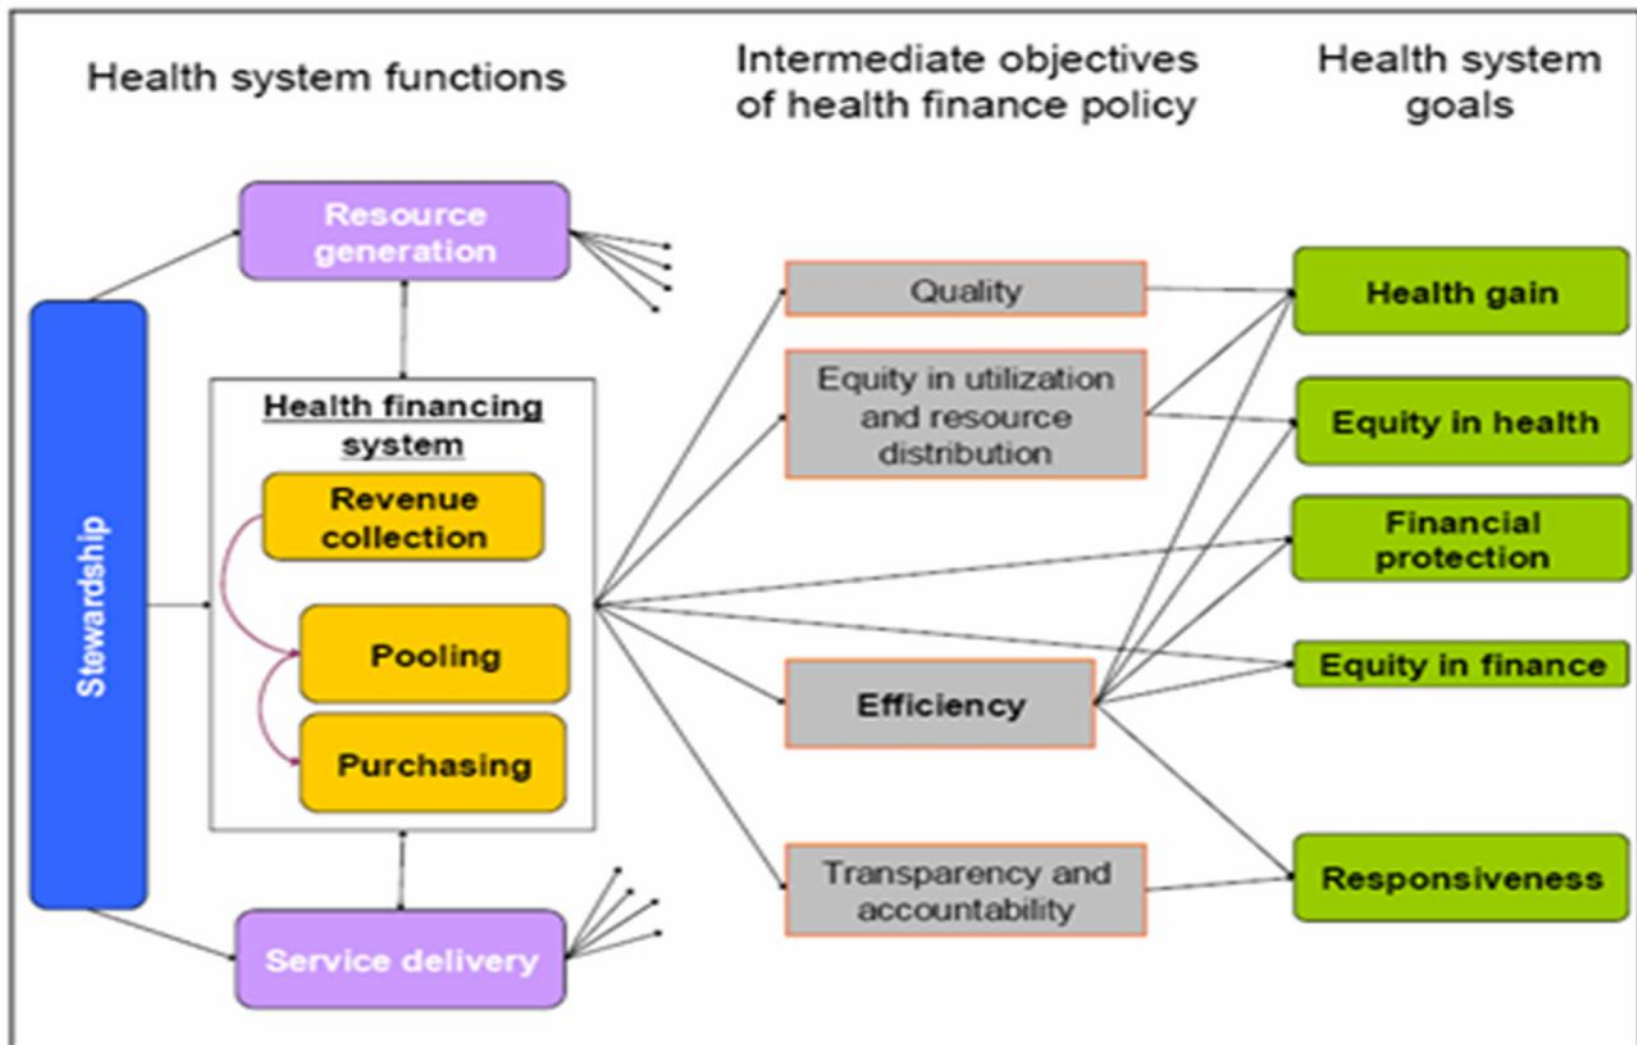 Health system functions
Intermediate objectives
of health finance policy
Health system
goals
Stewardship
Resource
generation
Health financing
system
Revenue
collection
Pooling
Purchasing
Service delivery
Quality
Equity in utilization
and resource
distribution
Efficiency
Transparency and
accountability
Health gain
Equity in health
Financial
protection
Equity in finance
Responsiveness